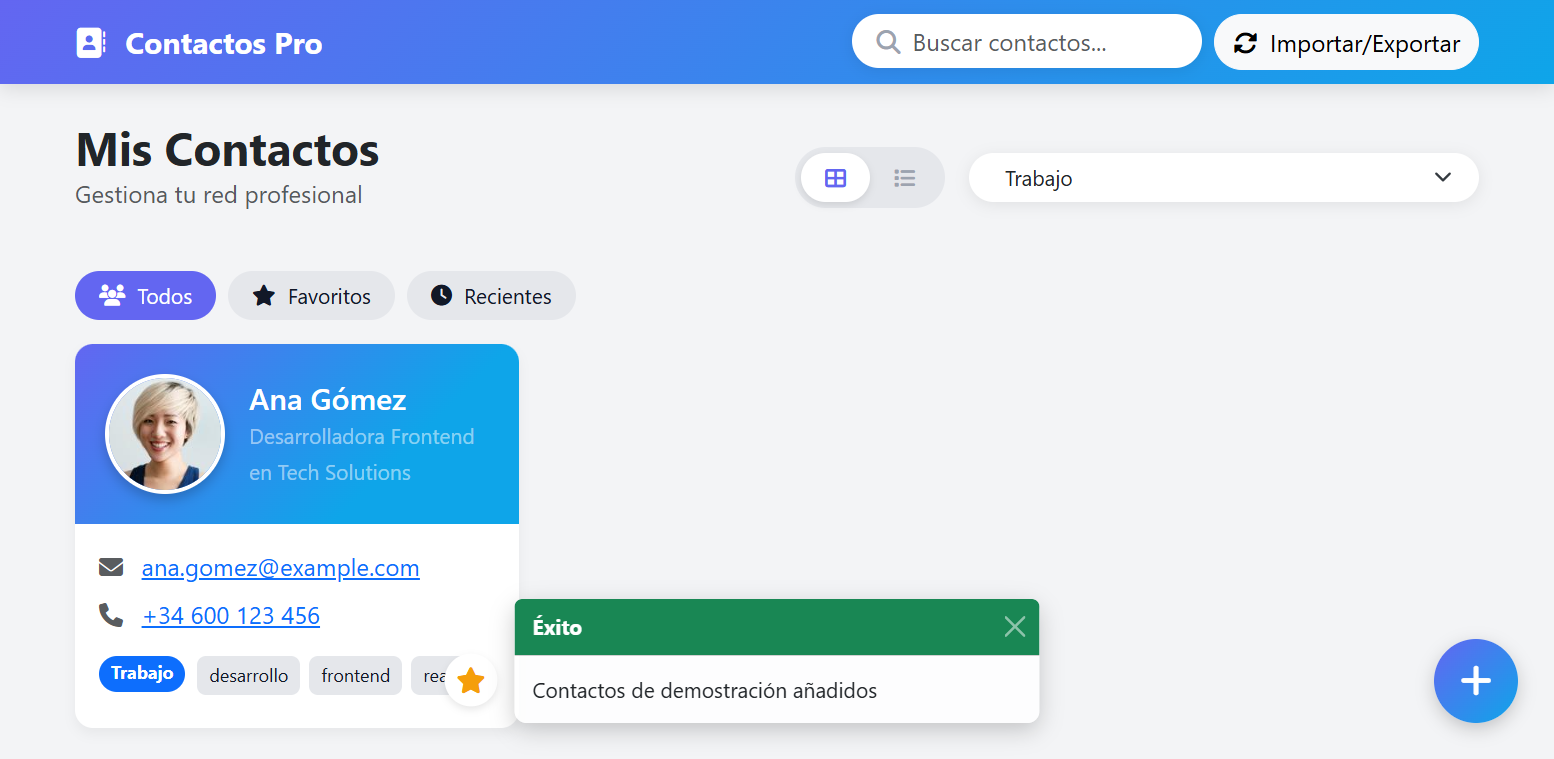 Contactos Pro
Buscar contactos...
Importar/Exportar
Mis Contactos
Gestiona tu red profesional
Trabajo
Todos
Favoritos
Recientes
Ana Gómez
Desarrolladora Frontend
en Tech Solutions
ana.gomez@example.com
+34 600 123 456
Trabajo
desarrollo
frontend
Éxito
Contactos de demostración añadidos